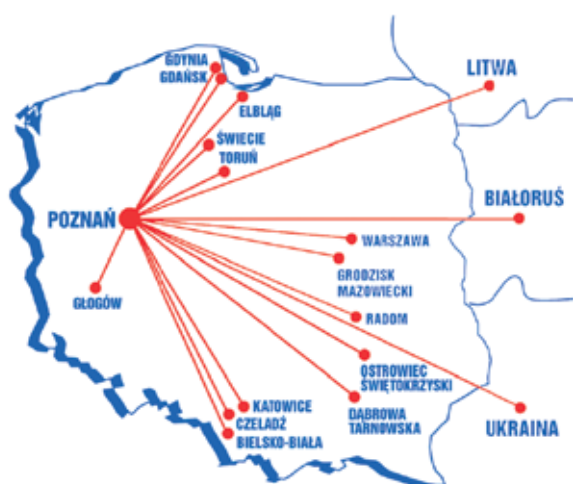 GDYNIA
GDAŃSK
LITWA
ELBLĄG
ŚWIECIE
TORUŃ
POZNAŃ
BIAŁORUŚ
WARSZAWA
GRODZISK
MAZOWIECKI
GŁOGÓW
RADOM
OSTROWIEC
ŚWIĘTOKRZYSKI
KATOWICE
CZELADŹ
BIELSKO-BIAŁA
DĄBROWA
TARNOWSKA
UKRAINA